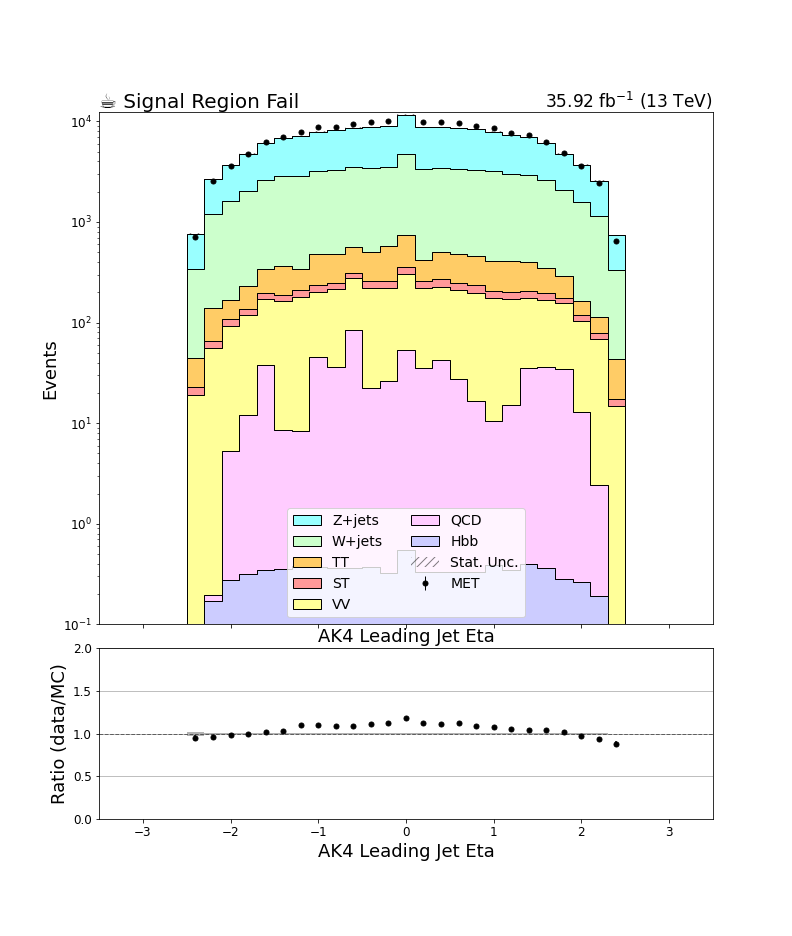 ☕ Signal Region Fail
35.92 fb⁻¹ (13 TeV)
Events
10⁴
10³
10²
10¹
10⁰
10⁻¹
Z+jets
W+jets
TT
ST
VV
QCD
Hbb
Stat. Unc.
MET
AK4 Leading Jet Eta
Ratio (data/MC)
2.0
1.5
1.0
0.5
0.0
−3 −2 −1 0 1 2 3
AK4 Leading Jet Eta